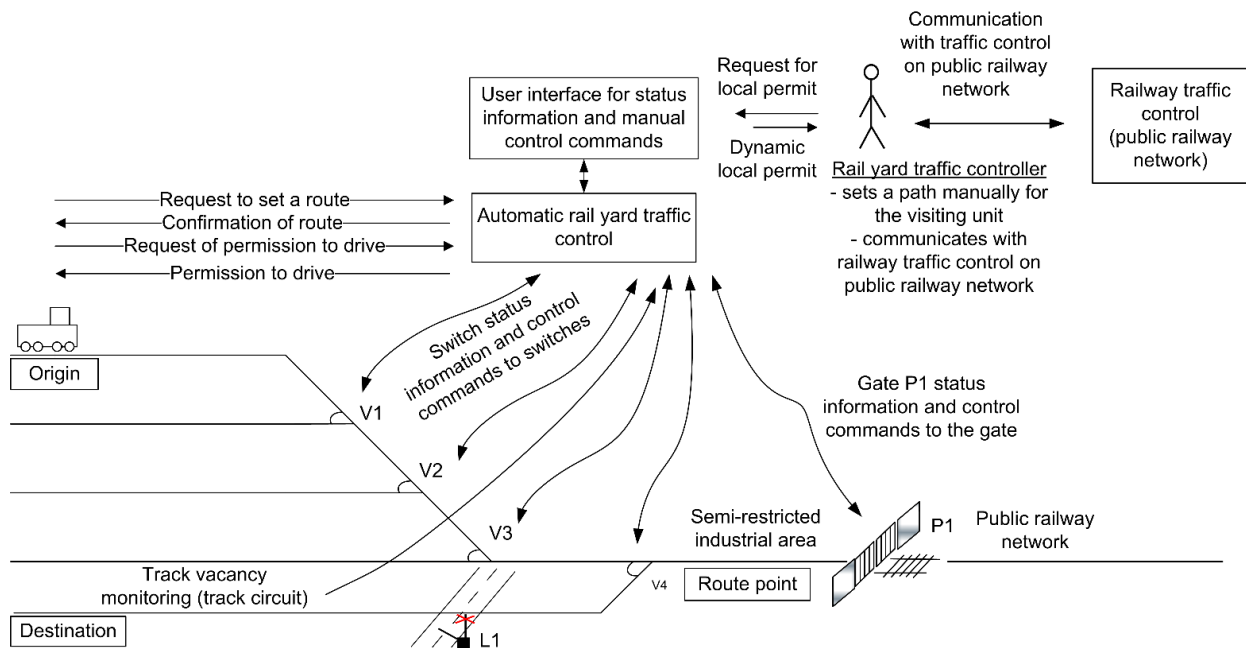 Communication
with traffic control
on public railway
network
Request for
local permit
Dynamic
local permit
User interface for status
information and manual
control commands
Railway traffic
control
(public railway
network)
Rail yard traffic controller
- sets a path manually for
the visiting unit
- communicates with
railway traffic control on
public railway network
Request to set a route
Confirmation of route
Request of permission to drive
Permission to drive
Automatic rail yard traffic
control
Switch status
information and control
commands to switches
Origin
V1
V2
V3
Gate P1 status
information and control
commands to the gate
Semi-restricted
industrial area
P1
Public railway
network
Track vacancy
monitoring (track circuit)
V4
Route point
Destination
L1